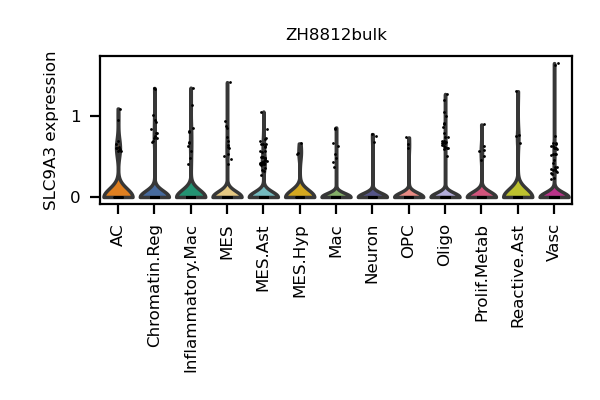 ZH8812bulk
SLC9A3 expression
1
0
AC
Chromatin.Reg
Inflammatory.Mac
MES
MES.Ast
MES.Hyp
Mac
Neuron
OPC
Oligo
Prolif.Metab
Reactive.Ast
Vasc